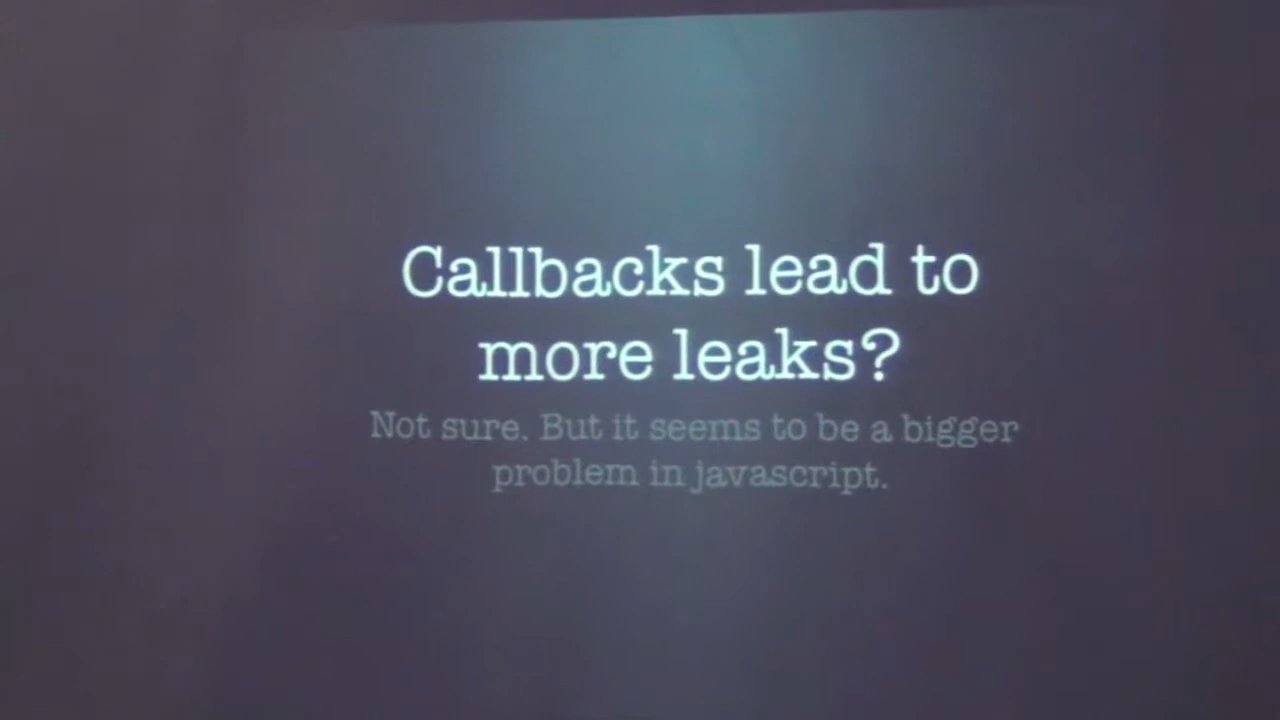 Callbacks lead to
more leaks?
Not sure. But it seems to be a bigger
problem in javascript.